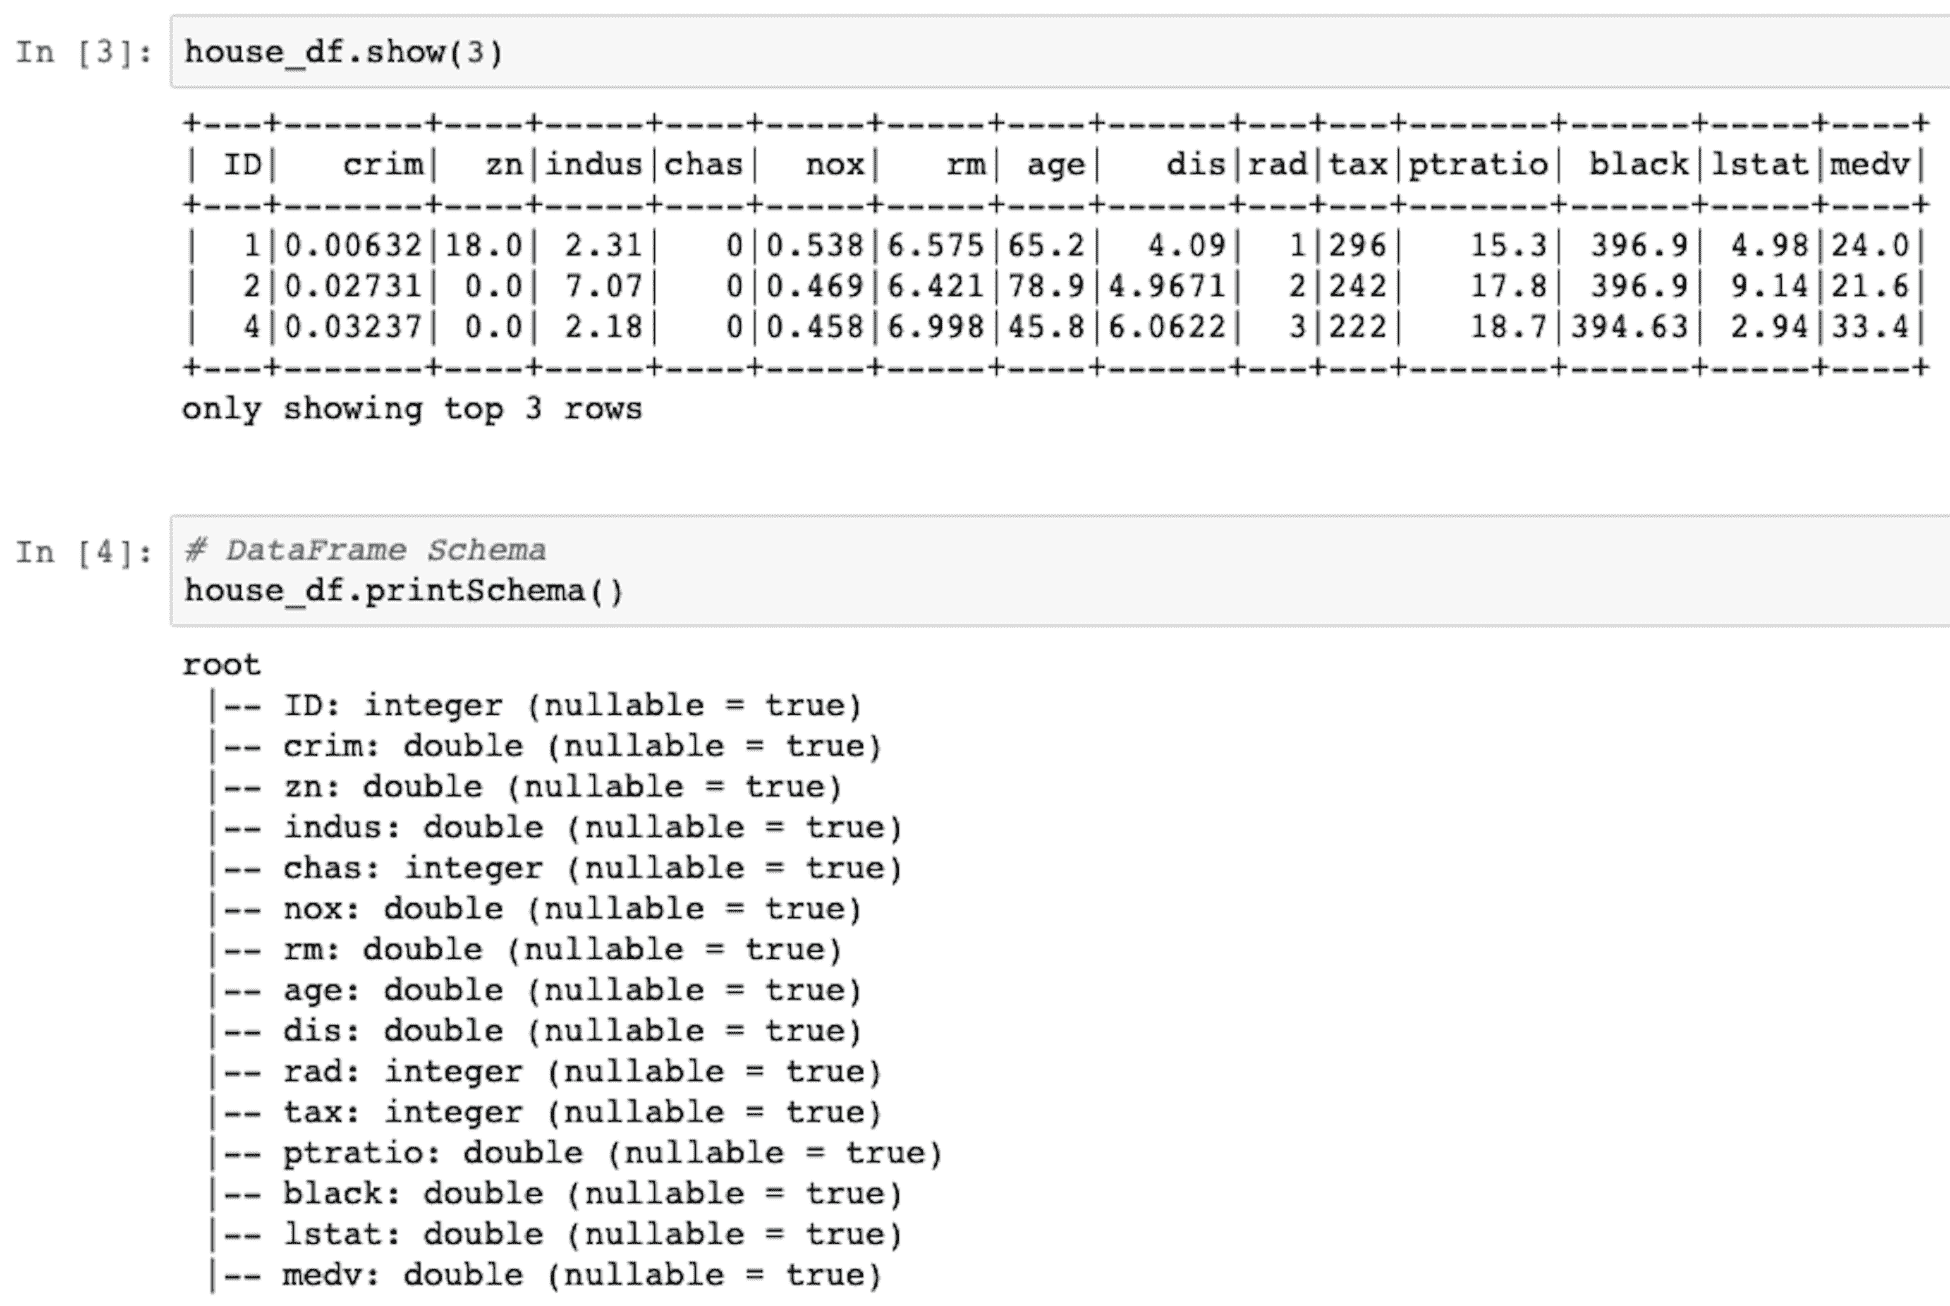 In [3]: house_df.show(3)
+---+-------+----+-----+----+-----+-----+----+------+---+---+-------+------+-----+----+
| ID|   crim|  zn|indus|chas|  nox|   rm| age|   dis|rad|tax|ptratio| black|lstat|medv|
+---+-------+----+-----+----+-----+-----+----+------+---+---+-------+------+-----+----+
|  1|0.00632|18.0| 2.31|   0|0.538|6.575|65.2|  4.09|  1|296|   15.3| 396.9| 4.98|24.0|
|  2|0.02731| 0.0| 7.07|   0|0.469|6.421|78.9|4.9671|  2|242|   17.8| 396.9| 9.14|21.6|
|  4|0.03237| 0.0| 2.18|   0|0.458|6.998|45.8|6.0622|  3|222|   18.7|394.63| 2.94|33.4|
+---+-------+----+-----+----+-----+-----+----+------+---+---+-------+------+-----+----+
only showing top 3 rows
In [4]: # DataFrame Schema
house_df.printSchema()
root
 |-- ID: integer (nullable = true)
 |-- crim: double (nullable = true)
 |-- zn: double (nullable = true)
 |-- indus: double (nullable = true)
 |-- chas: integer (nullable = true)
 |-- nox: double (nullable = true)
 |-- rm: double (nullable = true)
 |-- age: double (nullable = true)
 |-- dis: double (nullable = true)
 |-- rad: integer (nullable = true)
 |-- tax: integer (nullable = true)
 |-- ptratio: double (nullable = true)
 |-- black: double (nullable = true)
 |-- lstat: double (nullable = true)
 |-- medv: double (nullable = true)